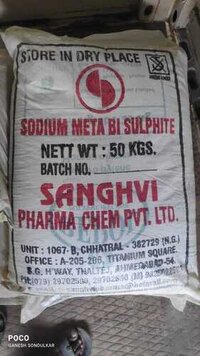 STORE IN DRY PLACE
SODIUM META BI SULPHITE
NETT WT : 50 KGS.
BATCH NO.
SANGHVI
PHARMA CHEM PVT. LTD.
UNIT : 1067-B, CHHATRAL - 382729 (N.G.)
OFFICE : A-205-206, TITANIUM SQUARE,
S.G. H'WAY, THALTEJ, AHMEDABAD-54.
POCO
GANESH SONDULKAR